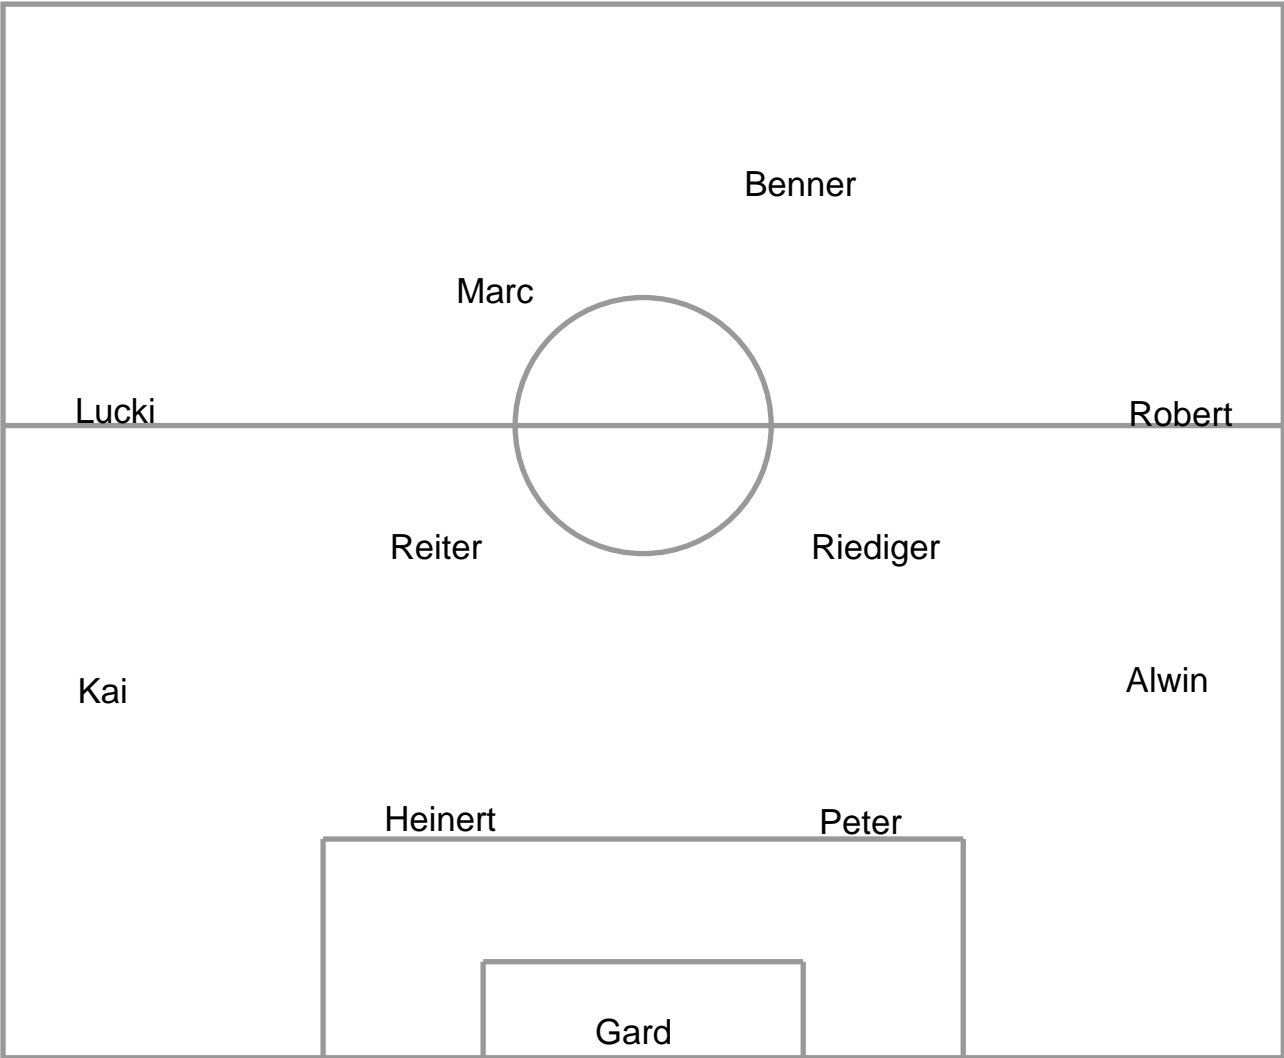 Benner
Marc
Lucki
Robert
Reiter
Riediger
Kai
Alwin
Heinert
Peter
Gard